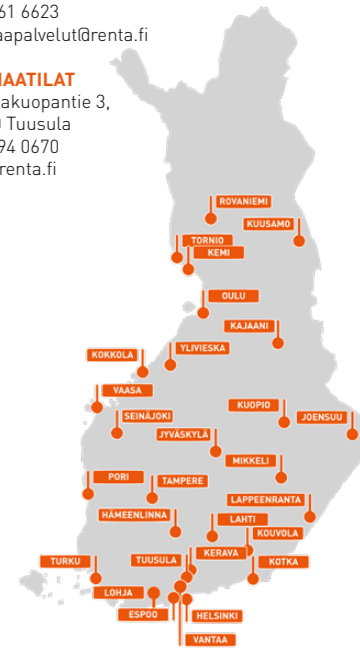 61 6623
aapalvelut@renta.fi
AATILAT
akuopantie 3,
Tuusula
94 0670
renta.fi
ROVANIEMI
KUUSAMO
TORNIO
KEMI
OULU
KAJAANI
YLIVIESKA
KOKKOLA
VAASA
SEINÄJOKI
KUOPIO
JOENSUU
JYVÄSKYLÄ
MIKKELI
PORI
TAMPERE
LAPPEENRANTA
HÄMEENLINNA
LAHTI
KOUVOLA
TURKU
TUUSULA
KERAVA
KOTKA
LOHJA
ESPOO
HELSINKI
VANTAA